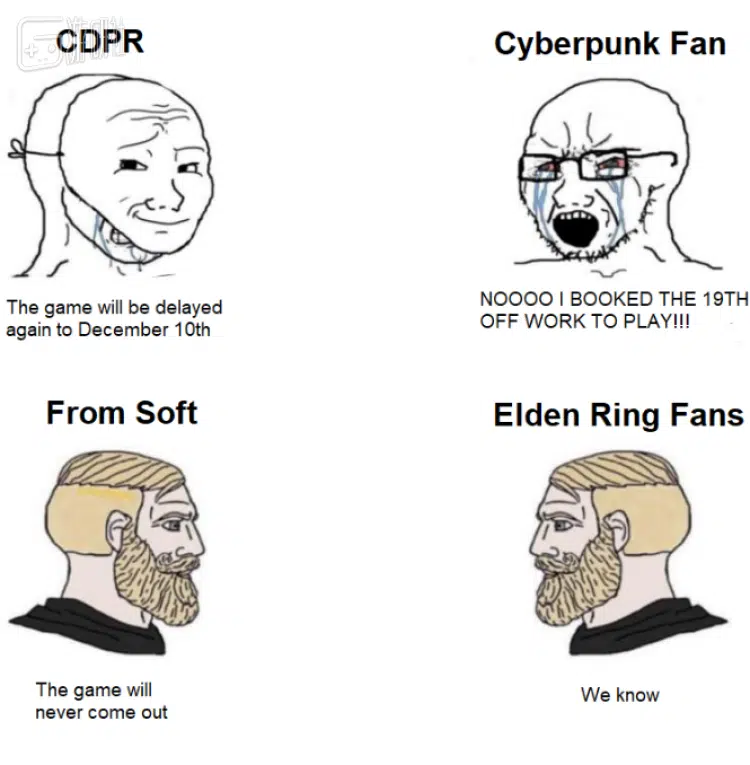 CDPR
Cyberpunk Fan
The game will be delayed
again to December 10th
NOOOO I BOOKED THE 19TH
OFF WORK TO PLAY!!!
From Soft
Elden Ring Fans
The game will
never come out
We know